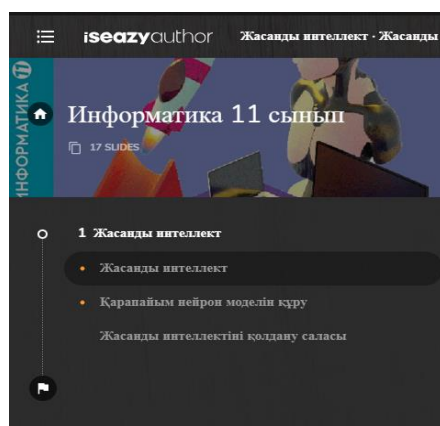 iseazyauthor Жасанды интеллект · Жасанды
ИНФОРМАТИКА
Информатика 11 сынып
17 SLIDES
1 Жасанды интеллект
• Жасанды интеллект
• Қарапайым нейрон моделін құру
Жасанды интеллектіні қолдану саласы